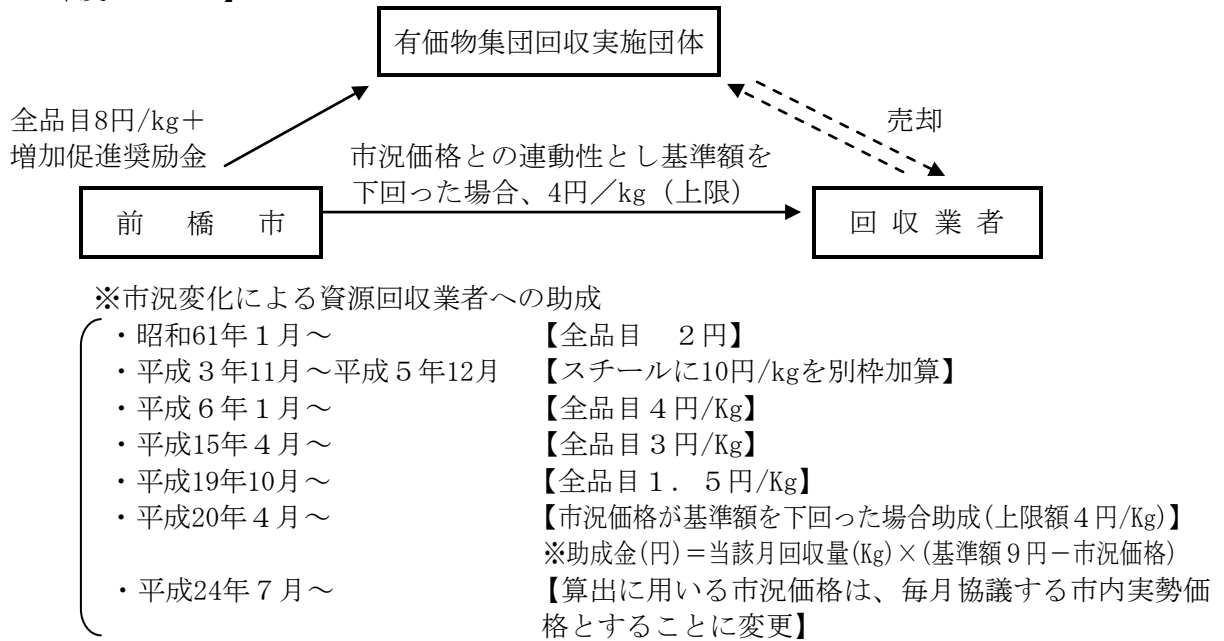 有価物集団回収実施団体
全品目8円/kg＋
増加促進奨励金
売却
市況価格との連動性とし基準額を
下回った場合、4円／kg（上限）
前　橋　市
回 収 業 者
※市況変化による資源回収業者への助成
・昭和61年１月～　【全品目　２円】
・平成３年11月～平成５年12月　【スチールに10円/kgを別枠加算】
・平成６年１月～　【全品目４円/Kg】
・平成15年４月～　【全品目３円/Kg】
・平成19年10月～　【全品目１．５円/Kg】
・平成20年４月～　【市況価格が基準額を下回った場合助成(上限額４円/Kg)】
※助成金(円)＝当該月回収量(Kg)×(基準額９円－市況価格)
・平成24年７月～　【算出に用いる市況価格は、毎月協議する市内実勢価
格とすることに変更】